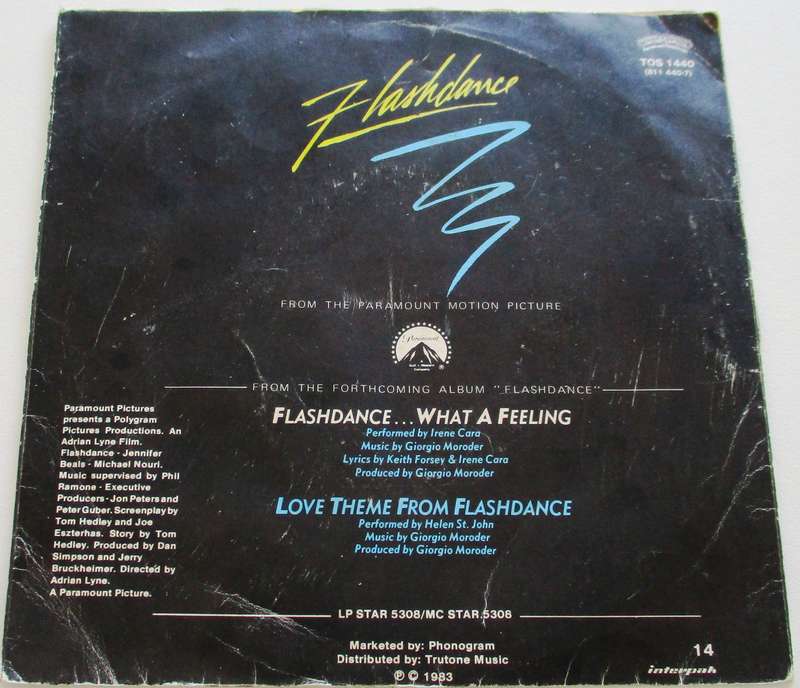 Flashdance
TOS 1440
(811 440-7)
FROM THE PARAMOUNT MOTION PICTURE
Paramount
Gulf + Western
Company
®
FROM THE FORTHCOMING ALBUM "FLASHDANCE"
FLASHDANCE...WHAT A FEELING
Performed by Irene Cara
Music by Giorgio Moroder
Lyrics by Keith Forsey & Irene Cara
Produced by Giorgio Moroder
LOVE THEME FROM FLASHDANCE
Performed by Helen St. John
Music by Giorgio Moroder
Produced by Giorgio Moroder
Paramount Pictures
presents a Polygram
Pictures Productions. An
Adrian Lyne Film.
Flashdance - Jennifer
Beals - Michael Nouri.
Music supervised by Phil
Ramone - Executive
Producers - Jon Peters and
Peter Guber. Screenplay by
Tom Hedley and Joe
Eszterhas. Story by Tom
Hedley. Produced by Dan
Simpson and Jerry
Bruckheimer. Directed by
Adrian Lyne.
A Paramount Picture.
LP STAR 5308/MC STAR 5308
Marketed by: Phonogram
Distributed by: Trutone Music
℗ © 1983
14
interpak